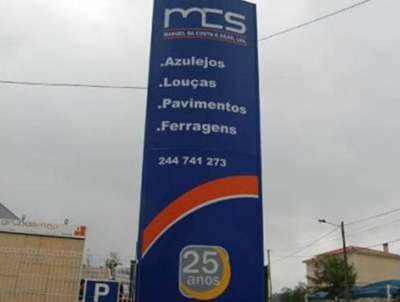 MCS
MANUEL DA COSTA E SILVA, LDA.
.Azulejos
.Louças
.Pavimentos
.Ferragens
244 741 273
25
anos
P